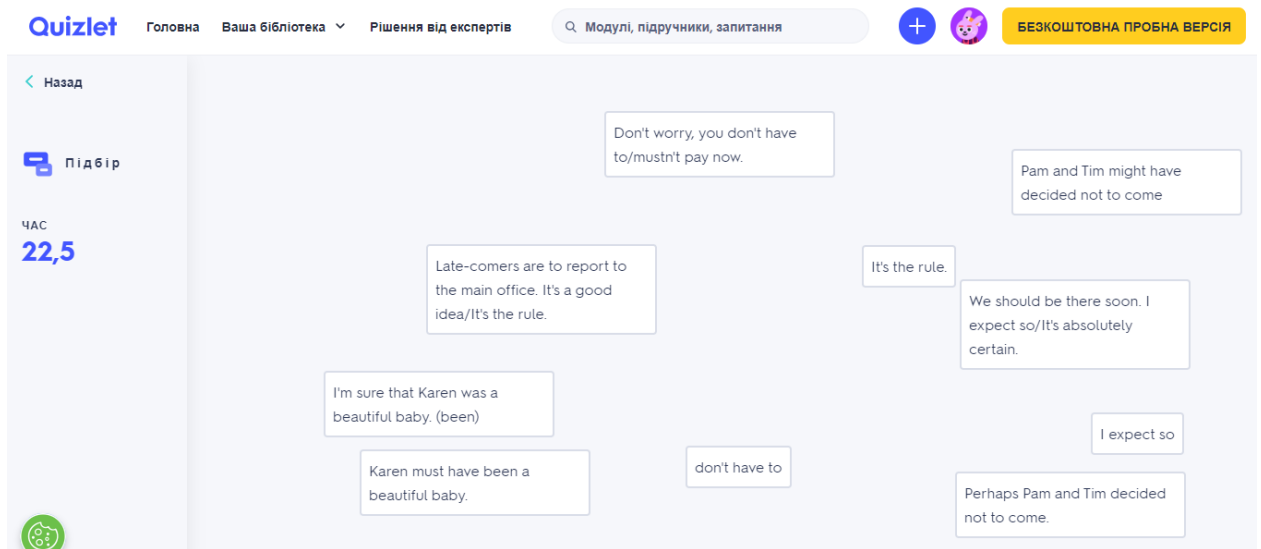 Quizlet
Головна
Ваша бібліотека
Рішення від експертів
Модулі, підручники, запитання
БЕЗКОШТОВНА ПРОБНА ВЕРСІЯ
Назад
Підбір
ЧАС
22,5
Don't worry, you don't have
to/mustn't pay now.
Pam and Tim might have
decided not to come
Late-comers are to report to
the main office. It's a good
idea/It's the rule.
It's the rule.
We should be there soon. I
expect so/It's absolutely
certain.
I'm sure that Karen was a
beautiful baby. (been)
I expect so
Karen must have been a
beautiful baby.
don't have to
Perhaps Pam and Tim decided
not to come.